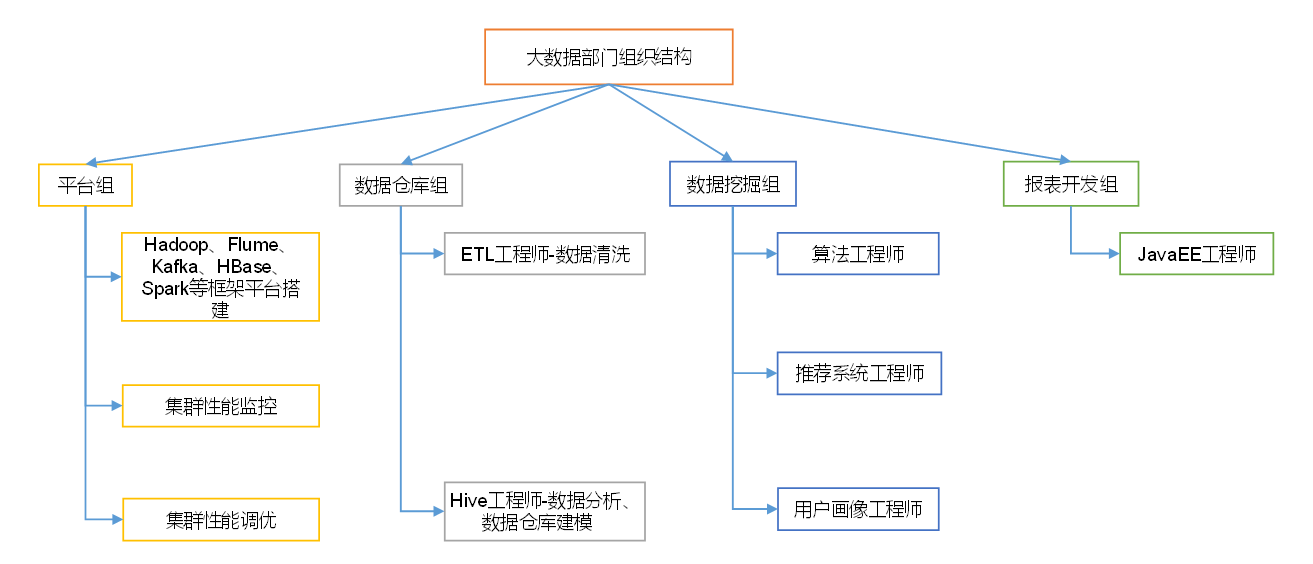 大数据部门组织结构
平台组
数据仓库组
数据挖掘组
报表开发组
Hadoop、Flume、
Kafka、HBase、
Spark等框架平台搭
建
集群性能监控
集群性能调优
ETL工程师-数据清洗
Hive工程师-数据分析、
数据仓库建模
算法工程师
推荐系统工程师
用户画像工程师
JavaEE工程师